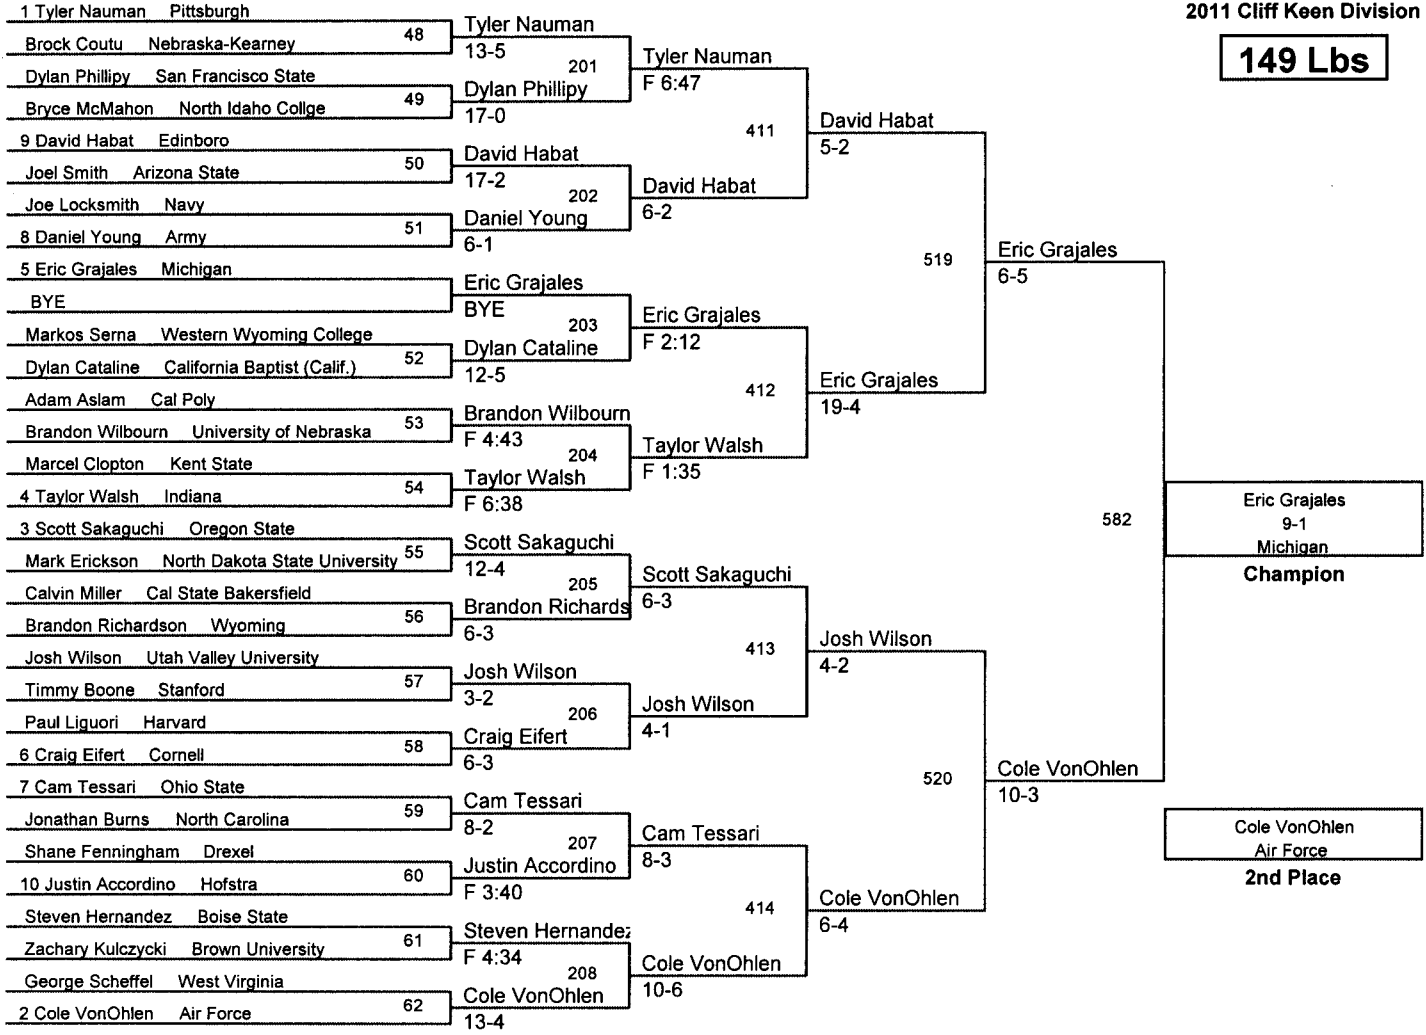 2011 Cliff Keen Division
149 Lbs
1 Tyler Nauman Pittsburgh
Brock Coutu Nebraska-Kearney
Dylan Phillipy San Francisco State
Bryce McMahon North Idaho Collge
9 David Habat Edinboro
Joel Smith Arizona State
Joe Locksmith Navy
8 Daniel Young Army
5 Eric Grajales Michigan
BYE
Markos Serna Western Wyoming College
Dylan Cataline California Baptist (Calif.)
Adam Aslam Cal Poly
Brandon Wilbourn University of Nebraska
Marcel Clopton Kent State
4 Taylor Walsh Indiana
3 Scott Sakaguchi Oregon State
Mark Erickson North Dakota State University
Calvin Miller Cal State Bakersfield
Brandon Richardson Wyoming
Josh Wilson Utah Valley University
Timmy Boone Stanford
Paul Liguori Harvard
6 Craig Eifert Cornell
7 Cam Tessari Ohio State
Jonathan Burns North Carolina
Shane Fenningham Drexel
10 Justin Accordino Hofstra
Steven Hernandez Boise State
Zachary Kulczycki Brown University
George Scheffel West Virginia
2 Cole VonOhlen Air Force
48
49
50
51
52
53
54
55
56
57
58
59
60
61
62
Tyler Nauman
13-5
201
Dylan Phillipy
17-0
David Habat
17-2
202
Daniel Young
6-1
Eric Grajales
BYE
203
Dylan Cataline
12-5
Brandon Wilbourn
F 4:43
204
Taylor Walsh
F 6:38
Scott Sakaguchi
12-4
205
Brandon Richards
6-3
Josh Wilson
3-2
206
Craig Eifert
6-3
Cam Tessari
8-2
207
Justin Accordino
F 3:40
Steven Hernandez
F 4:34
208
Cole VonOhlen
13-4
Tyler Nauman
F 6:47
411
David Habat
6-2
Eric Grajales
F 2:12
412
Taylor Walsh
F 1:35
Scott Sakaguchi
6-3
413
Josh Wilson
4-1
Cam Tessari
8-3
414
Cole VonOhlen
10-6
David Habat
5-2
519
Eric Grajales
19-4
Josh Wilson
4-2
520
Cole VonOhlen
6-4
Eric Grajales
6-5
582
Cole VonOhlen
10-3
Eric Grajales
9-1
Michigan
Champion
Cole VonOhlen
Air Force
2nd Place